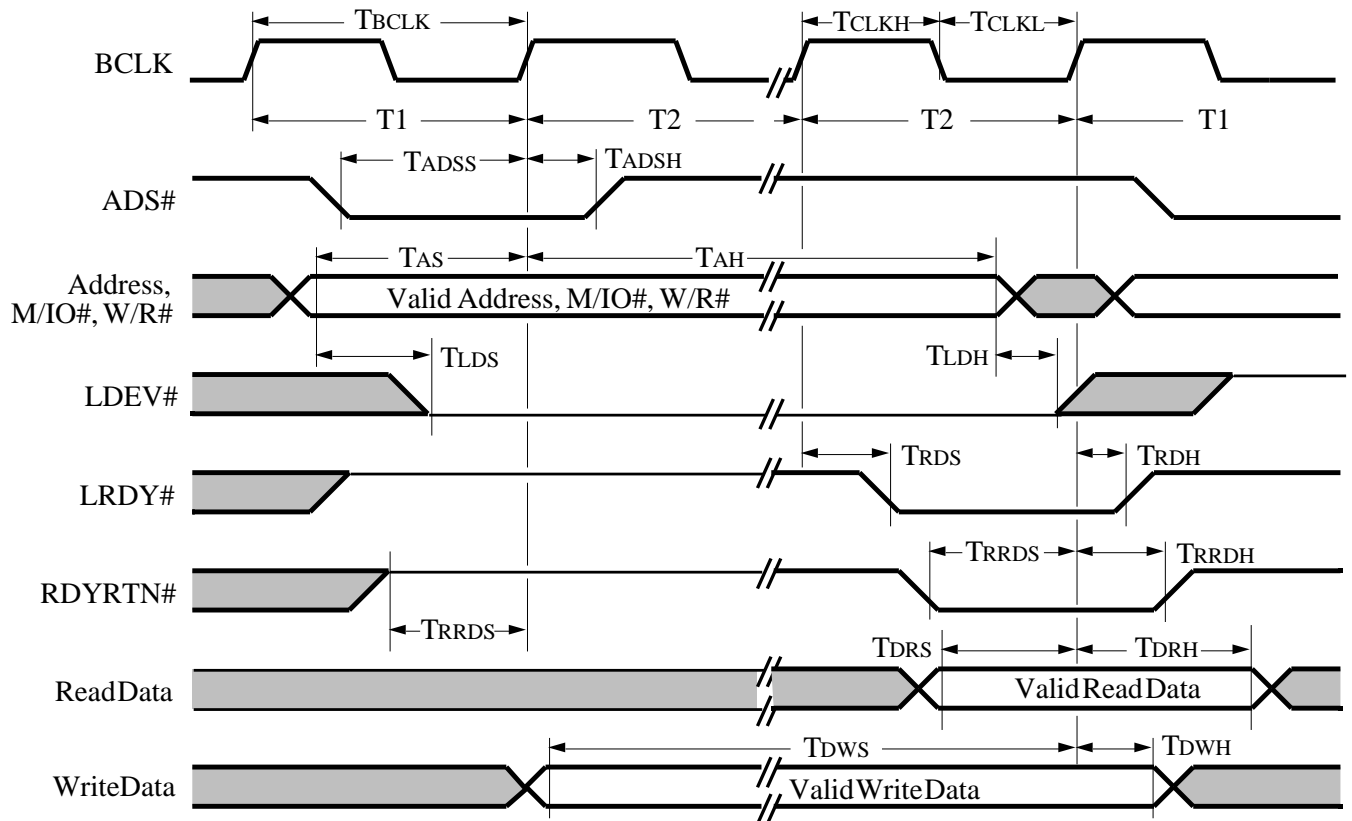 TBCLK TCLKH TCLKL
BCLK
T1 T2 T2 T1
TADSS TADSH
ADS#
TAS TAH
Address,
M/IO#, W/R#
Valid Address, M/IO#, W/R#
TLDS TLDH
LDEV#
TRDS TRDH
LRDY#
TRRDS TRRDH
RDYRTN#
TRRDS
TDRS TDRH
ReadData
ValidReadData
TDWS TDWH
WriteData
ValidWriteData